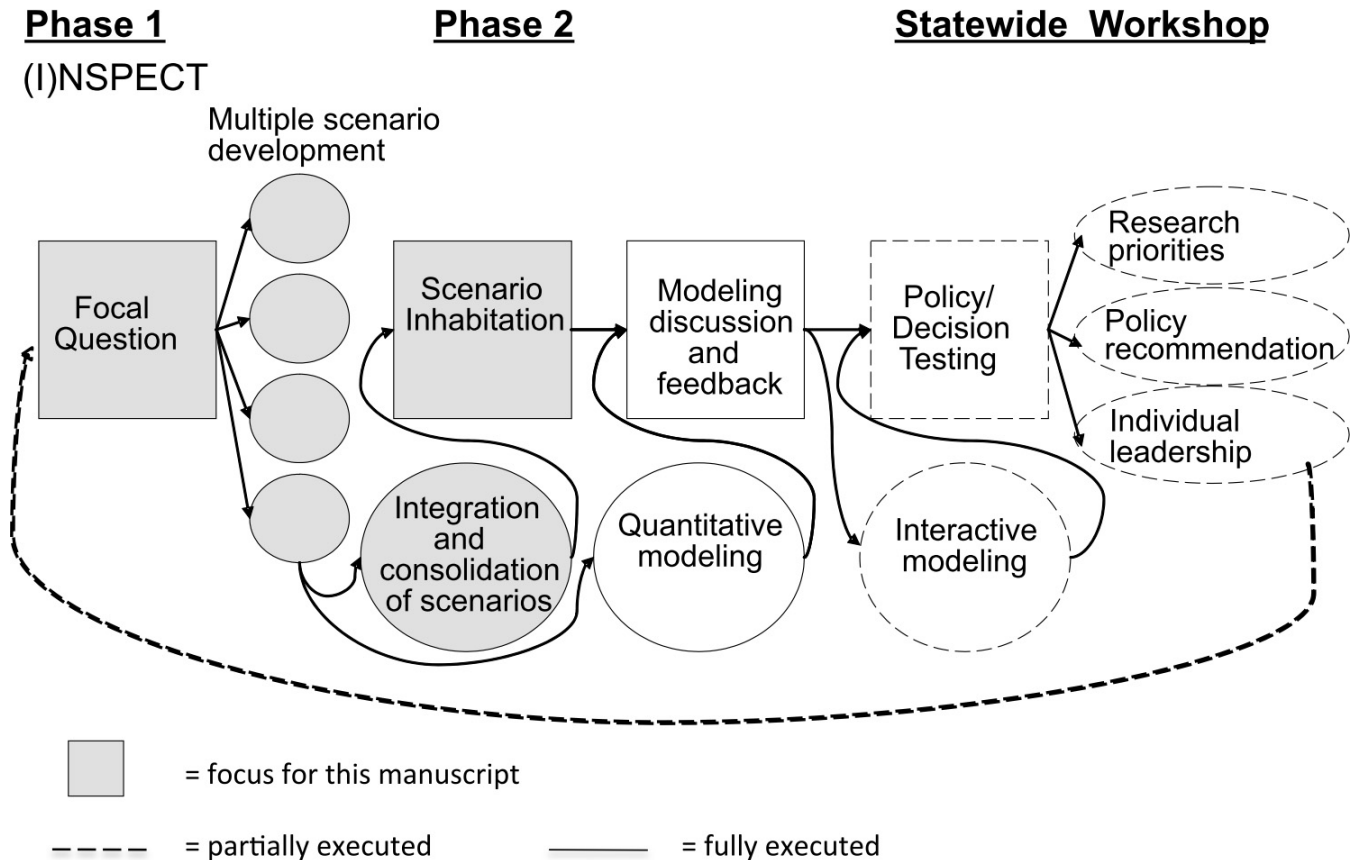 Phase 1
Phase 2
Statewide Workshop
(I)NSPECT
Multiple scenario
development
Focal
Question
Scenario
Inhabitation
Modeling
discussion
and
feedback
Policy/
Decision
Testing
Research
priorities
Policy
recommendation
Individual
leadership
Integration
and
consolidation
of scenarios
Quantitative
modeling
Interactive
modeling
= focus for this manuscript
= partially executed
= fully executed